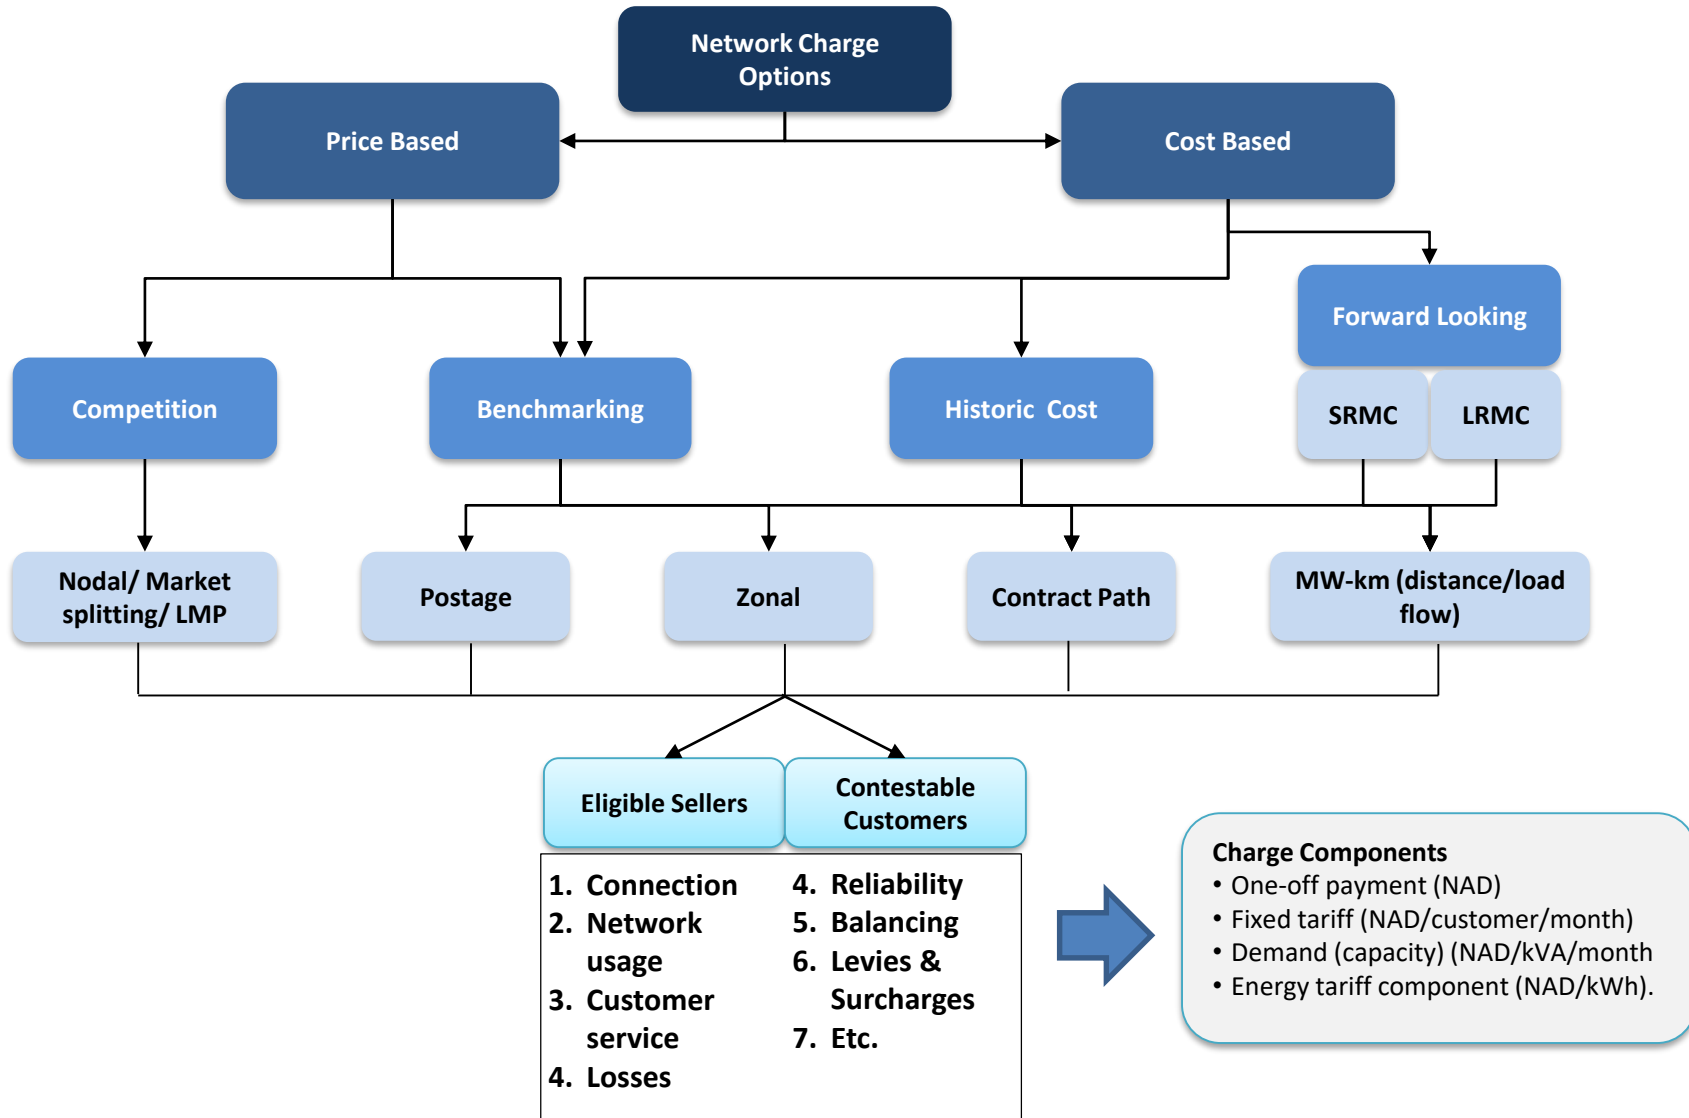 Network Charge
Options
Price Based
Cost Based
Forward Looking
Competition
Benchmarking
Historic Cost
SRMC
LRMC
Nodal/ Market
splitting/ LMP
Postage
Zonal
Contract Path
MW-km (distance/load
flow)
Eligible Sellers
Contestable
Customers
1. Connection
2. Network
usage
3. Customer
service
4. Losses
4. Reliability
5. Balancing
6. Levies &
Surcharges
7. Etc.
Charge Components
• One-off payment (NAD)
• Fixed tariff (NAD/customer/month)
• Demand (capacity) (NAD/kVA/month
• Energy tariff component (NAD/kWh).